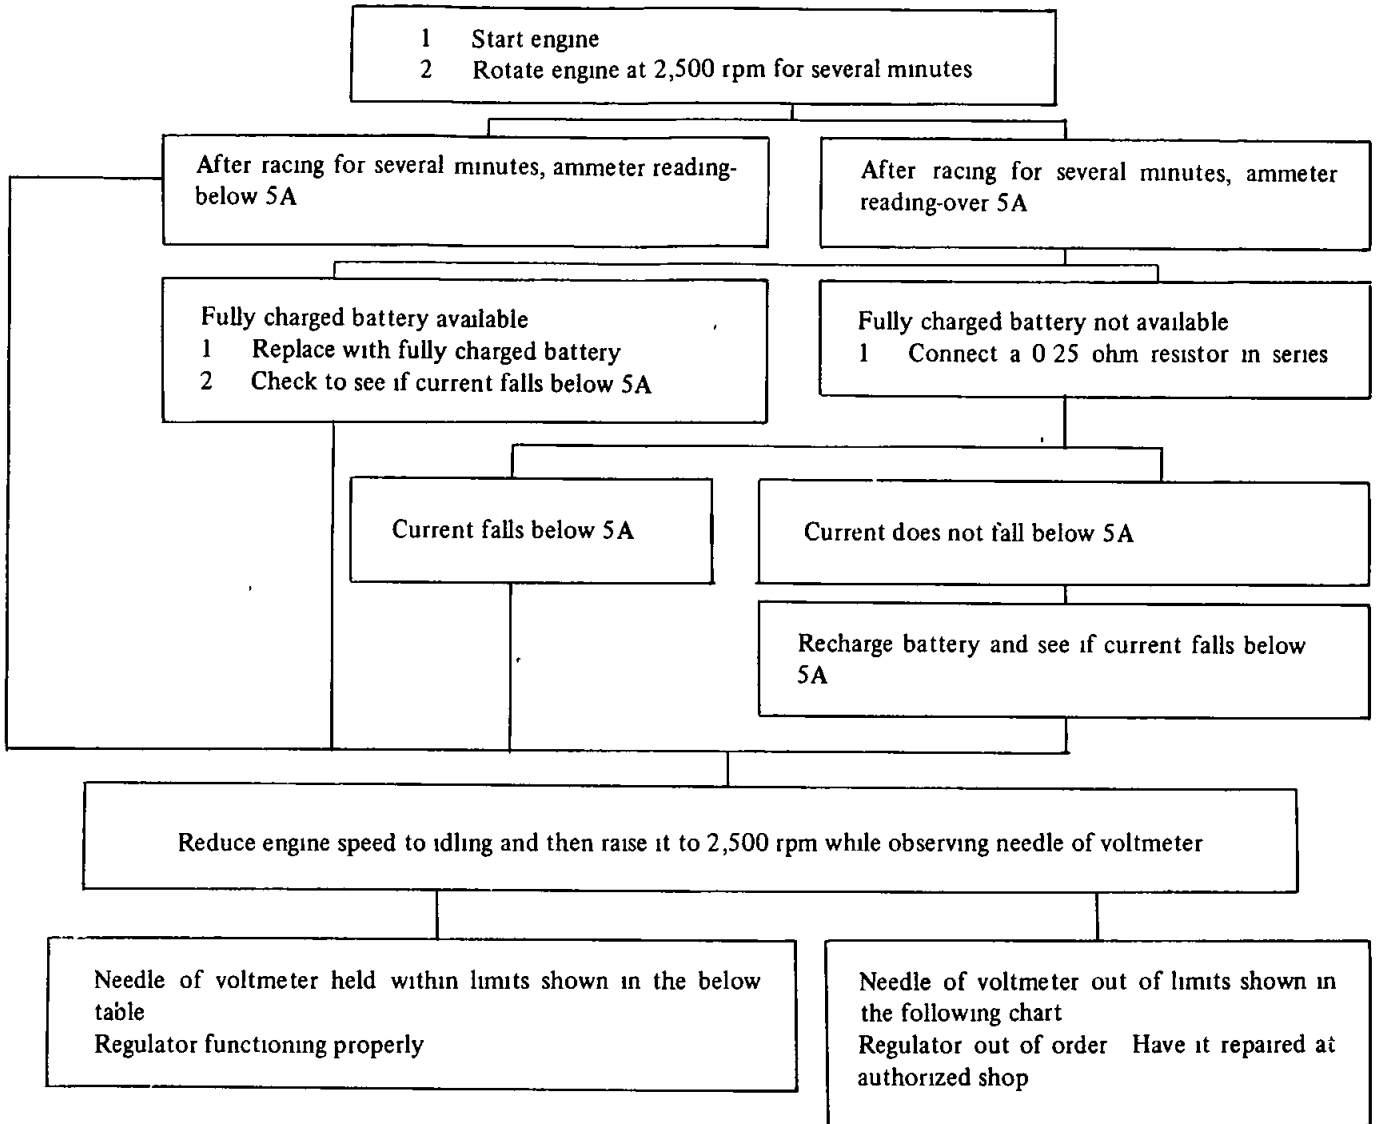 1 Start engine
2 Rotate engine at 2,500 rpm for several minutes
After racing for several minutes, ammeter reading-
below 5A
After racing for several minutes, ammeter
reading-over 5A
Fully charged battery available
1 Replace with fully charged battery
2 Check to see if current falls below 5A
Fully charged battery not available
1 Connect a 0 25 ohm resistor in series
Current falls below 5A
Current does not fall below 5A
Recharge battery and see if current falls below
5A
Reduce engine speed to idling and then raise it to 2,500 rpm while observing needle of voltmeter
Needle of voltmeter held within limits shown in the below
table
Regulator functioning properly
Needle of voltmeter out of limits shown in
the following chart
Regulator out of order Have it repaired at
authorized shop